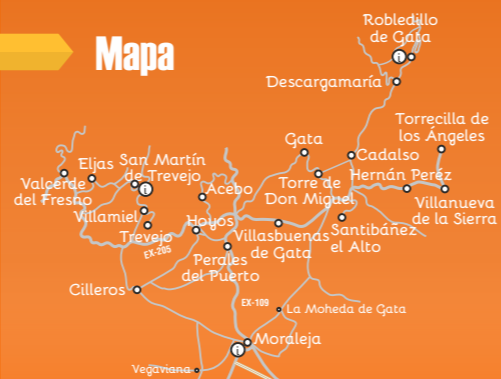 Mapa
Robledillo
de Gata
i
Descargamaría
Torrecilla de
los Ángeles
Gata
Cadalso
Eljas
San Martín
de Trevejo
i
Hernán Peréz
Valcerde
del Fresno
Acebo
Torre de
Don Miguel
Villanueva
de la Sierra
Villamiel
Hoyos
Trevejo
Villasbuenas
de Gata
Santibáñez
el Alto
EX-205
Perales
del Puerto
Cilleros
EX-109
La Moheda de Gata
Moraleja
i
Vegaviana